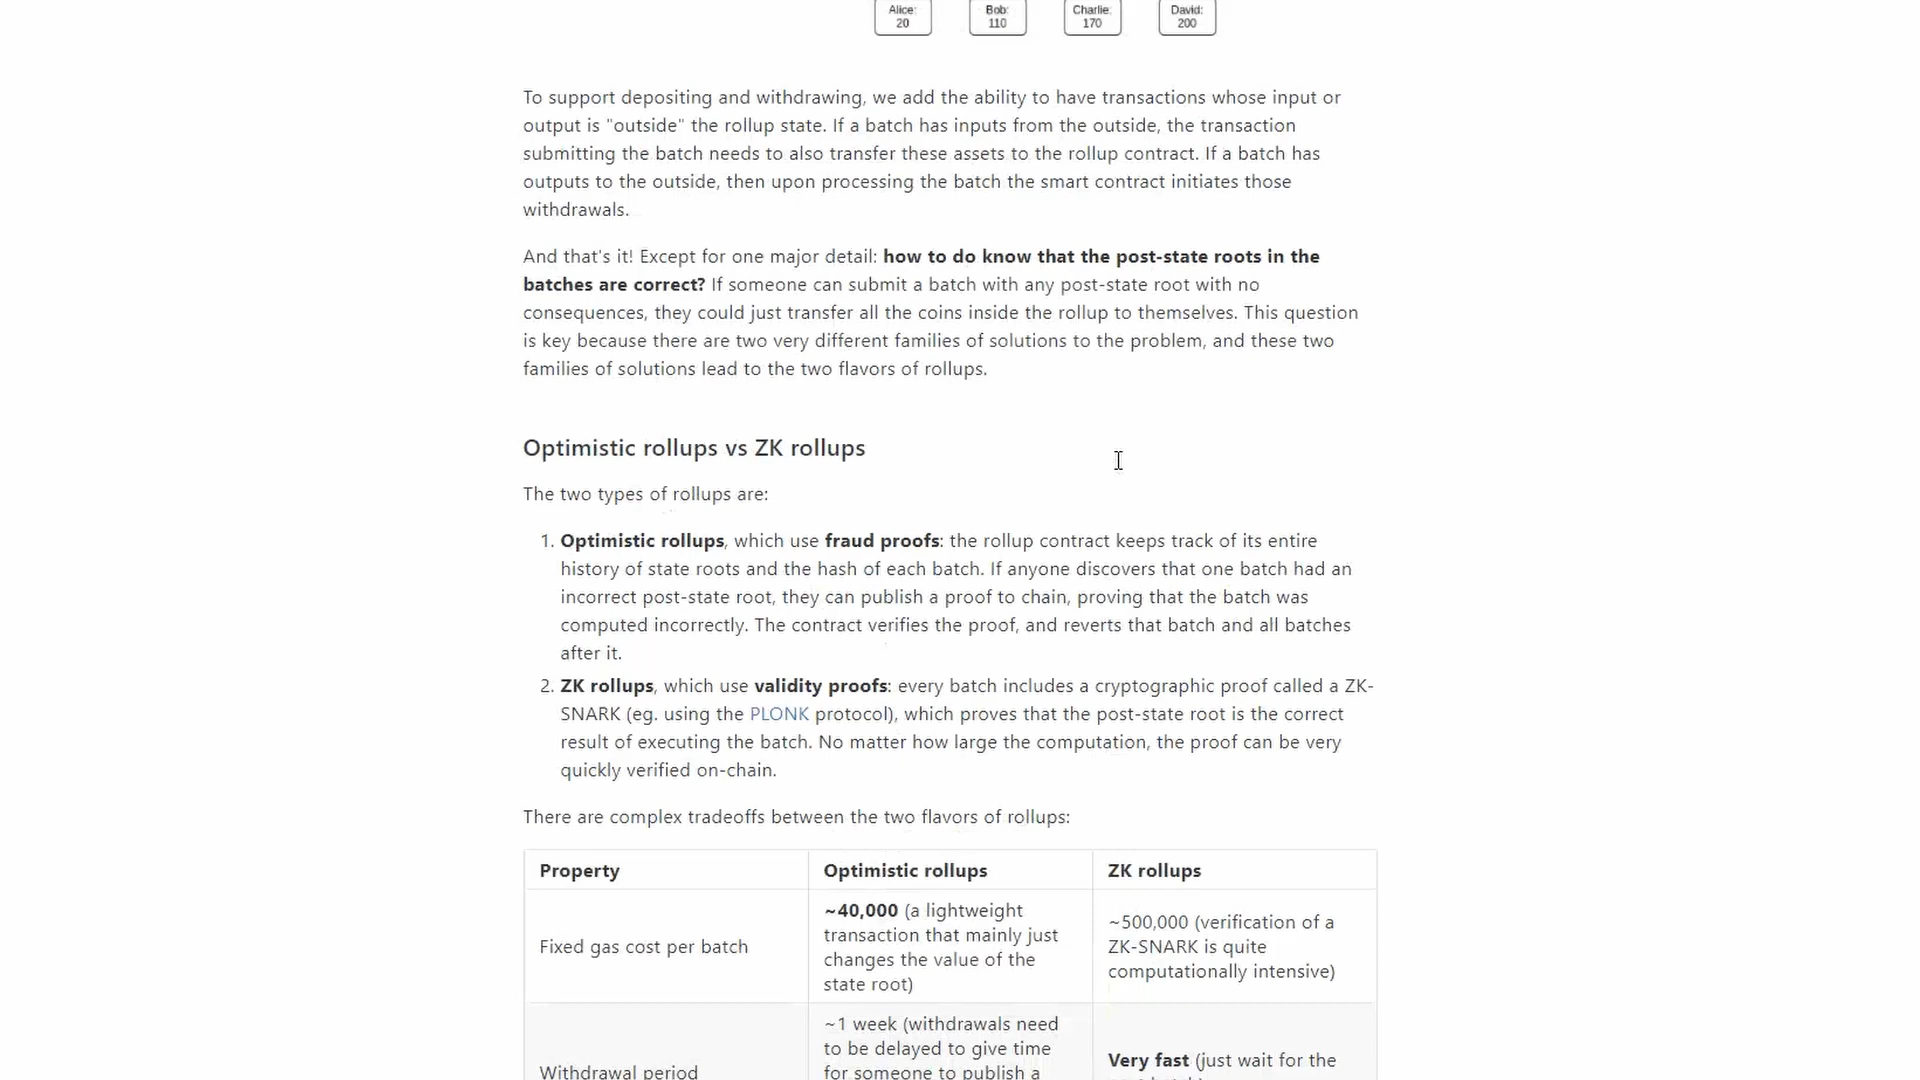 Alice:
20
Bob:
110
Charlie:
170
David:
200
To support depositing and withdrawing, we add the ability to have transactions whose input or
output is "outside" the rollup state. If a batch has inputs from the outside, the transaction
submitting the batch needs to also transfer these assets to the rollup contract. If a batch has
outputs to the outside, then upon processing the batch the smart contract initiates those
withdrawals.
And that's it! Except for one major detail: how to do know that the post-state roots in the
batches are correct? If someone can submit a batch with any post-state root with no
consequences, they could just transfer all the coins inside the rollup to themselves. This question
is key because there are two very different families of solutions to the problem, and these two
families of solutions lead to the two flavors of rollups.
Optimistic rollups vs ZK rollups
The two types of rollups are:
1. Optimistic rollups, which use fraud proofs: the rollup contract keeps track of its entire
history of state roots and the hash of each batch. If anyone discovers that one batch had an
incorrect post-state root, they can publish a proof to chain, proving that the batch was
computed incorrectly. The contract verifies the proof, and reverts that batch and all batches
after it.
2. ZK rollups, which use validity proofs: every batch includes a cryptographic proof called a ZK-
SNARK (eg. using the PLONK protocol), which proves that the post-state root is the correct
result of executing the batch. No matter how large the computation, the proof can be very
quickly verified on-chain.
There are complex tradeoffs between the two flavors of rollups:
Property
Optimistic rollups
ZK rollups
Fixed gas cost per batch
~40,000 (a lightweight
transaction that mainly just
changes the value of the
state root)
~500,000 (verification of a
ZK-SNARK is quite
computationally intensive)
Withdrawal period
~1 week (withdrawals need
to be delayed to give time
for someone to publish a
Very fast (just wait for the